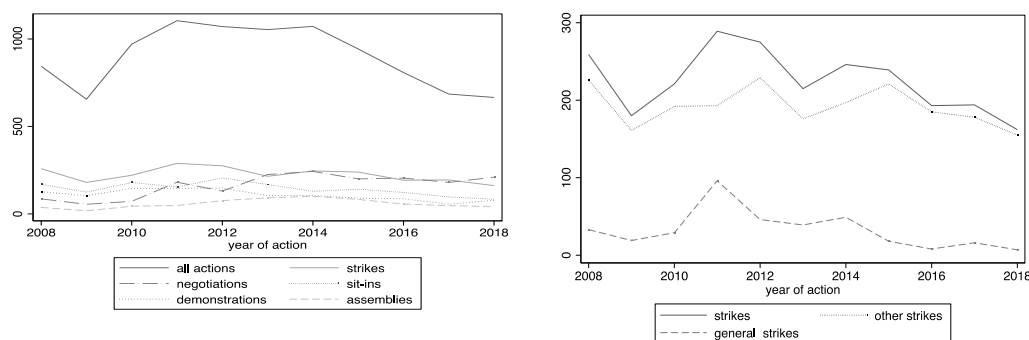 1000
500
0
2008 2010 2012 2014 2016 2018
year of action
all actions strikes
negotiations sit-ins
demonstrations assemblies
300
200
100
0
2008 2010 2012 2014 2016 2018
year of action
strikes other strikes
general strikes